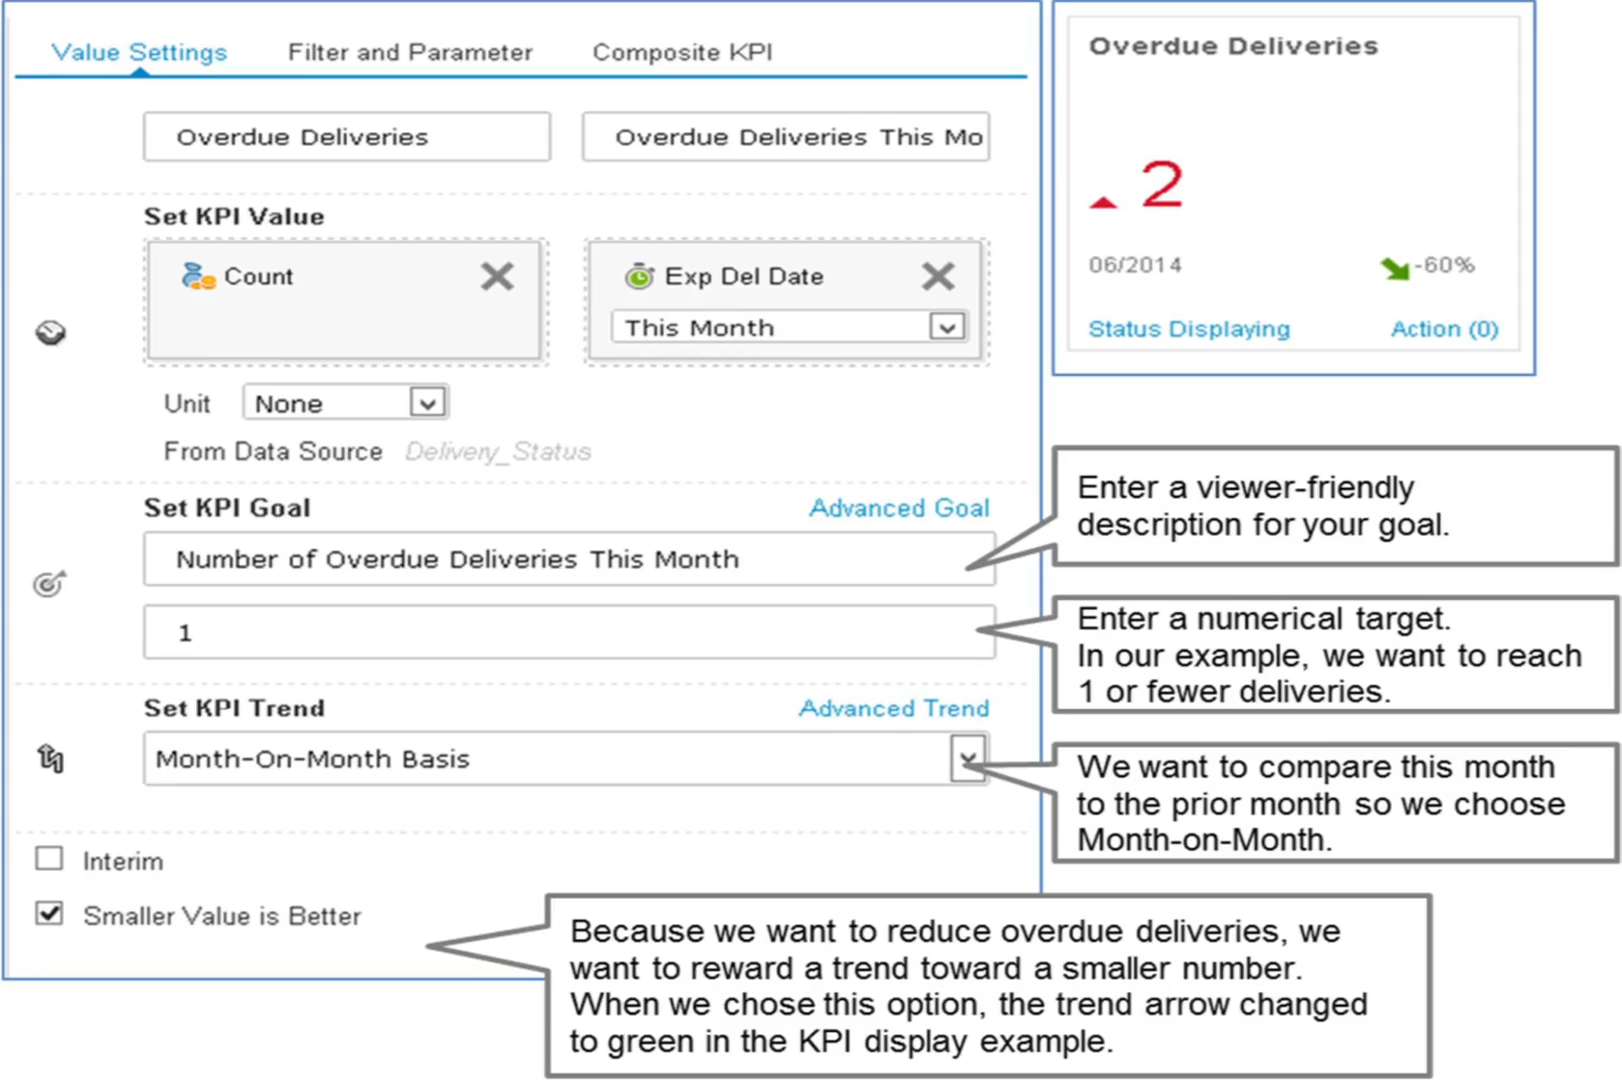 Value Settings Filter and Parameter Composite KPI
Overdue Deliveries Overdue Deliveries This Mo
Set KPI Value
Count Exp Del Date
This Month
Unit None
From Data Source Delivery_Status
Set KPI Goal Advanced Goal
Number of Overdue Deliveries This Month
1
Set KPI Trend Advanced Trend
Month-On-Month Basis
Interim
Smaller Value is Better
Overdue Deliveries
2
06/2014 -60%
Status Displaying Action (0)
Enter a viewer-friendly
description for your goal.
Enter a numerical target.
In our example, we want to reach
1 or fewer deliveries.
We want to compare this month
to the prior month so we choose
Month-on-Month.
Because we want to reduce overdue deliveries, we
want to reward a trend toward a smaller number.
When we chose this option, the trend arrow changed
to green in the KPI display example.